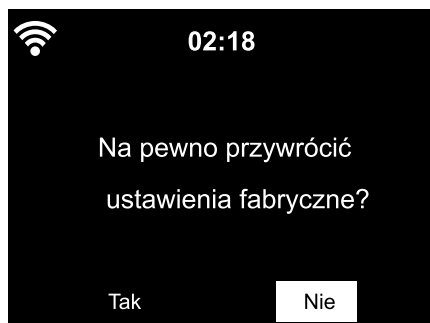 02:18
Na pewno przywrócić
ustawienia fabryczne?
Tak Nie